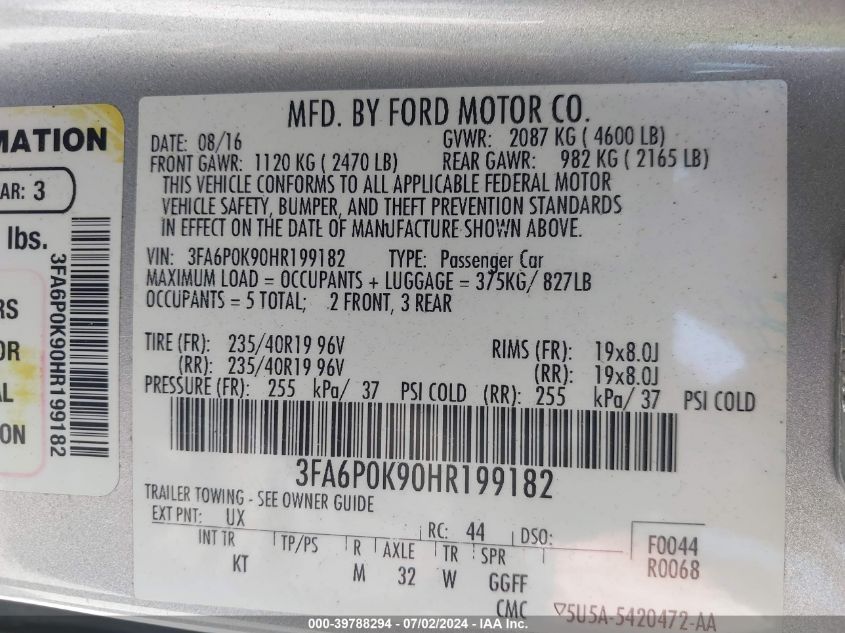 MATION
AR: 3
lbs.
RS
OR
AL
ON
3FA6P0K90HR199182
MFD. BY FORD MOTOR CO.
DATE: 08/16 GVWR: 2087 KG ( 4600 LB)
FRONT GAWR: 1120 KG ( 2470 LB) REAR GAWR: 982 KG ( 2165 LB)
THIS VEHICLE CONFORMS TO ALL APPLICABLE FEDERAL MOTOR
VEHICLE SAFETY, BUMPER, AND THEFT PREVENTION STANDARDS
IN EFFECT ON THE DATE OF MANUFACTURE SHOWN ABOVE.
VIN: 3FA6P0K90HR199182 TYPE: Passenger Car
MAXIMUM LOAD = OCCUPANTS + LUGGAGE = 375KG/ 827LB
OCCUPANTS = 5 TOTAL; 2 FRONT, 3 REAR
TIRE (FR): 235/40R19 96V RIMS (FR): 19x8.0J
(RR): 235/40R19 96V (RR): 19x8.0J
PRESSURE (FR): 255 kPa/ 37 PSI COLD (RR): 255 kPa/ 37 PSI COLD
3FA6P0K90HR199182
TRAILER TOWING - SEE OWNER GUIDE
EXT PNT: UX RC: 44 DSO: F0044
INT TR TP/PS R AXLE TR SPR R0068
KT M 32 W GGFF
CMC ▽5U5A-5420472-AA
000-39788294 - 07/02/2024 - IAAI.com